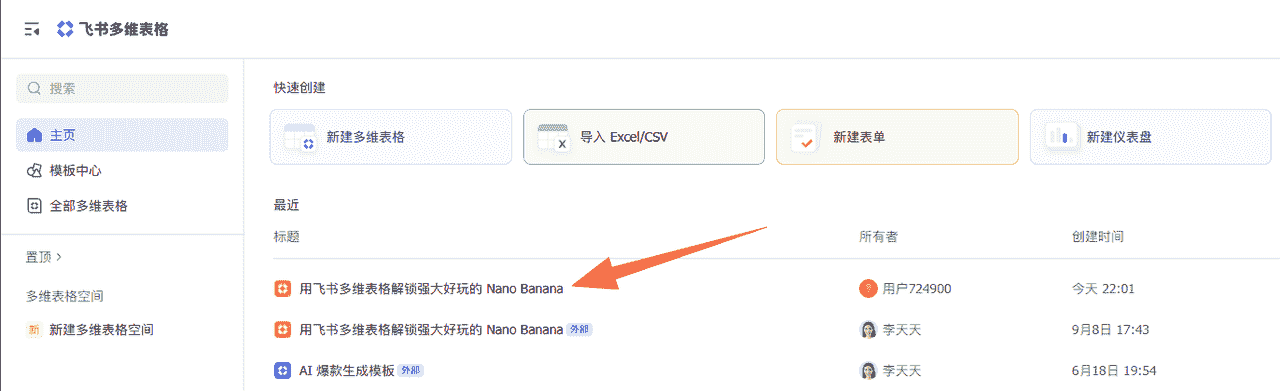 飞书多维表格
搜索
主页
模板中心
全部多维表格
置顶
多维表格空间
新 新建多维表格空间
快速创建
新建多维表格
导入 Excel/CSV
新建表单
新建仪表盘
最近
标题 所有者 创建时间
用飞书多维表格解锁强大好玩的 Nano Banana ? 用户724900 今天 22:01
用飞书多维表格解锁强大好玩的 Nano Banana 外部 李天天 9月8日 17:43
AI 爆款生成模板 外部 李天天 6月18日 19:54